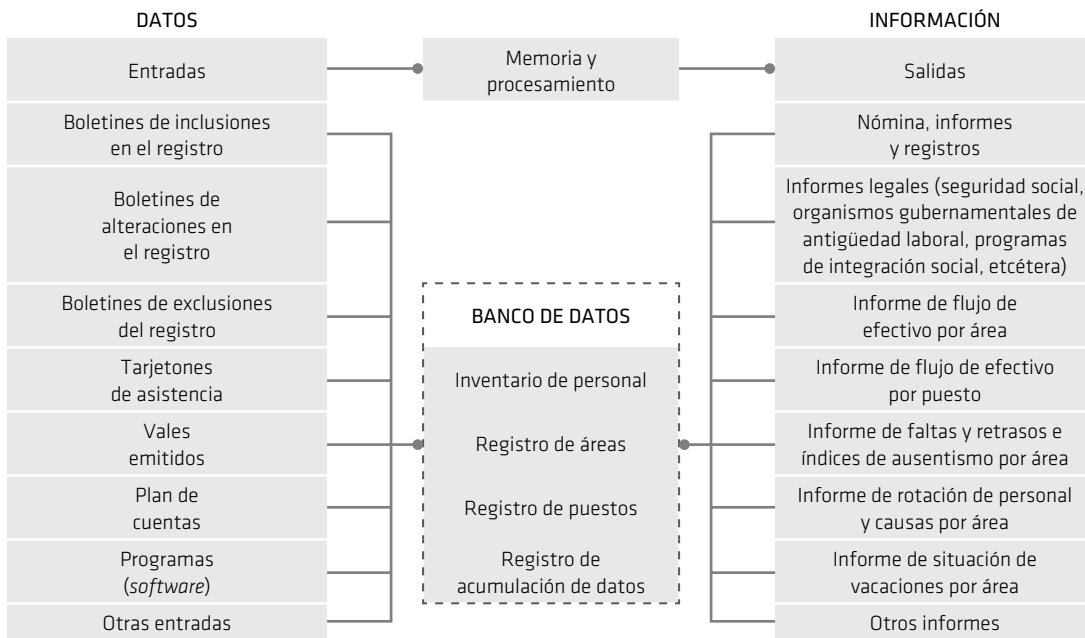 DATOS
Entradas
Boletines de inclusiones
en el registro
Boletines de
alteraciones en
el registro
Boletines de exclusiones
del registro
Tarjetones
de asistencia
Vales
emitidos
Plan de
cuentas
Programas
(software)
Otras entradas
Memoria y
procesamiento
BANCO DE DATOS
Inventario de personal
Registro de áreas
Registro de puestos
Registro de
acumulación de datos
INFORMACIÓN
Salidas
Nómina, informes
y registros
Informes legales (seguridad social,
organismos gubernamentales de
antigüedad laboral, programas
de integración social, etcétera)
Informe de flujo de
efectivo por área
Informe de flujo de efectivo
por puesto
Informe de faltas y retrasos e
índices de ausentismo por área
Informe de rotación de personal
y causas por área
Informe de situación de
vacaciones por área
Otros informes